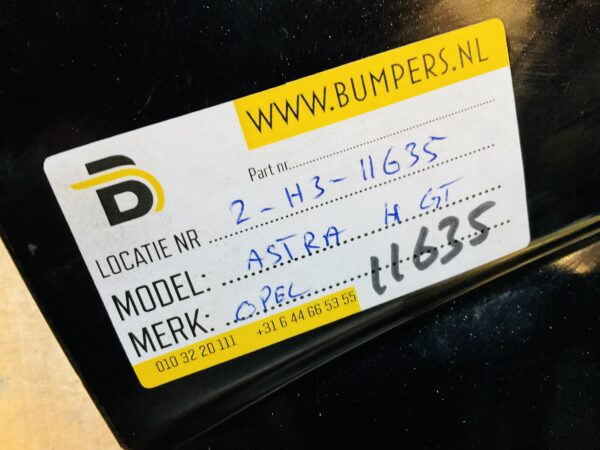 WWW.BUMPERS.NL
B
Part nr.
LOCATIE NR 2-H3-11635
MODEL: ASTRA H GT
MERK: OPEL 11635
010 32 20 111 +31 6 44 66 53 55